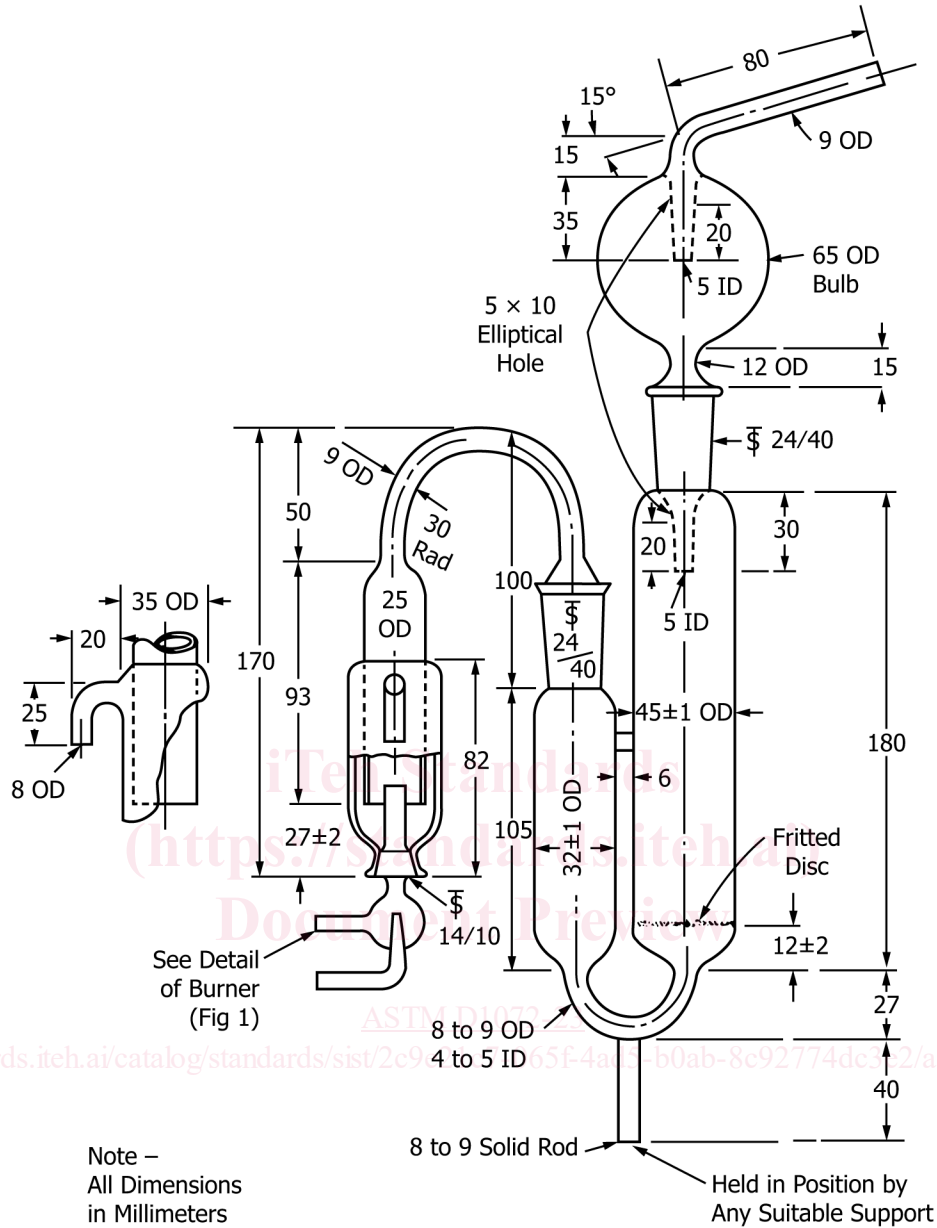 80
15°
15
9 OD
35
20
65 OD
Bulb
5 ID
5 × 10
Elliptical
Hole
12 OD
15
24/40
9 OD
50
30
Rad
20
30
100
5 ID
24
40
35 OD
20
25
OD
170
25
93
45±1 OD
180
8 OD
82
6
iTeh Standards
27±2
105
32±1 OD
Fritted
Disc
(https://standards.iteh.ai)
Document Preview
14/10
12±2
See Detail
of Burner
(Fig 1)
ASTM D1072-23
8 to 9 OD
4 to 5 ID
27
40
8 to 9 Solid Rod
Note –
All Dimensions
in Millimeters
Held in Position by
Any Suitable Support